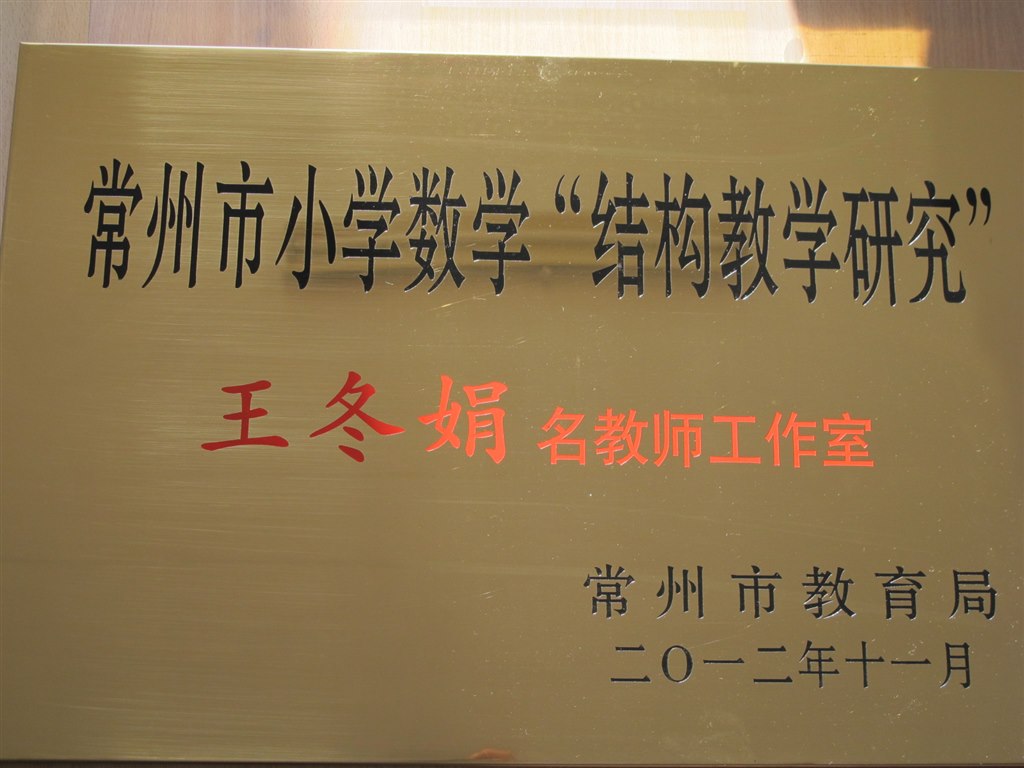 常州市小学数学“结构教学研究”
王冬娟名教师工作室
常州市教育局
二〇一二年十一月